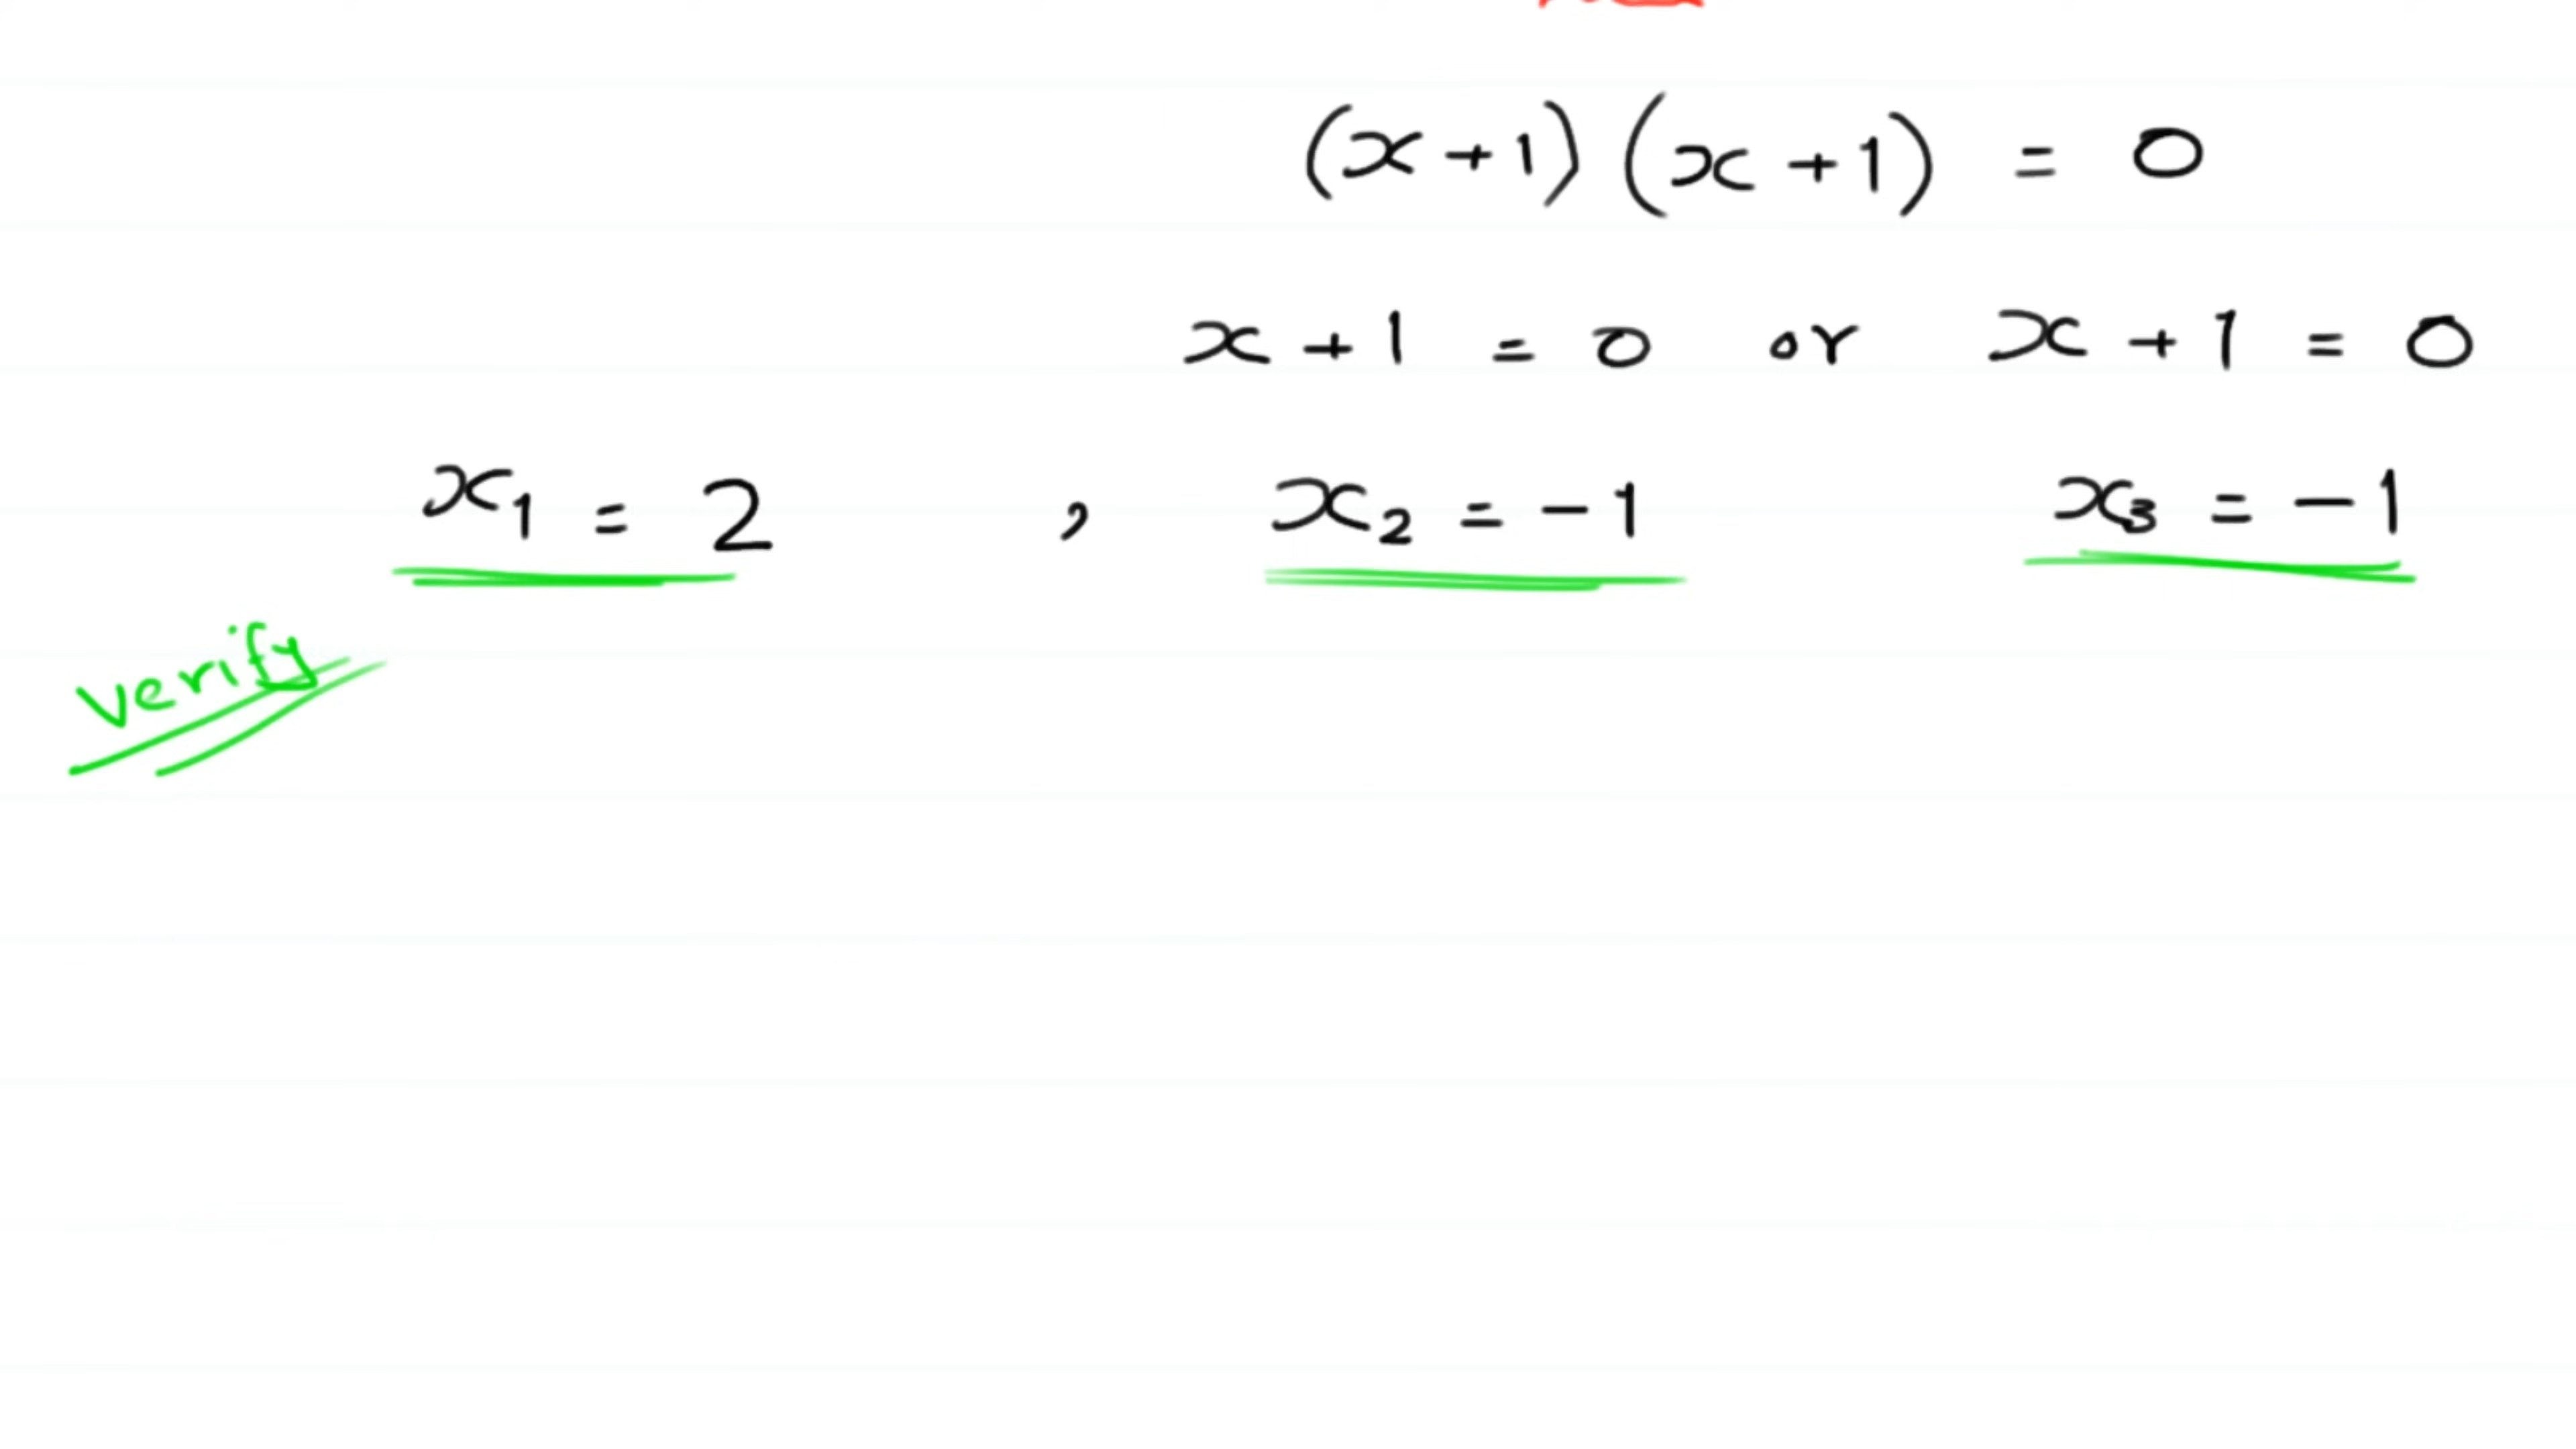 (x + 1) (x + 1) = 0
x + 1 = 0 or x + 1 = 0
x₁ = 2 , x₂ = -1 x₃ = -1
verify